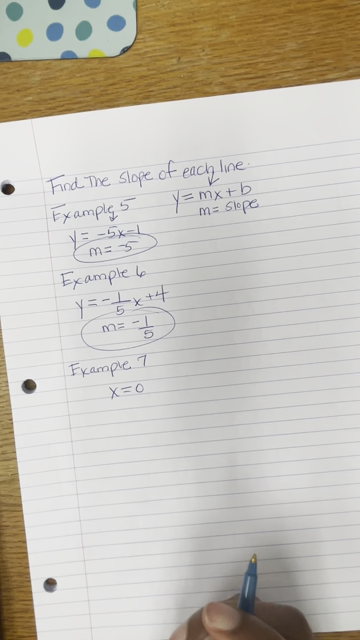 Find The slope of each line.
Example 5
y = mx + b
m = slope
y = -5x - 1
m = -5
Example 6
y = -1/5 x + 4
m = -1/5
Example 7
x = 0